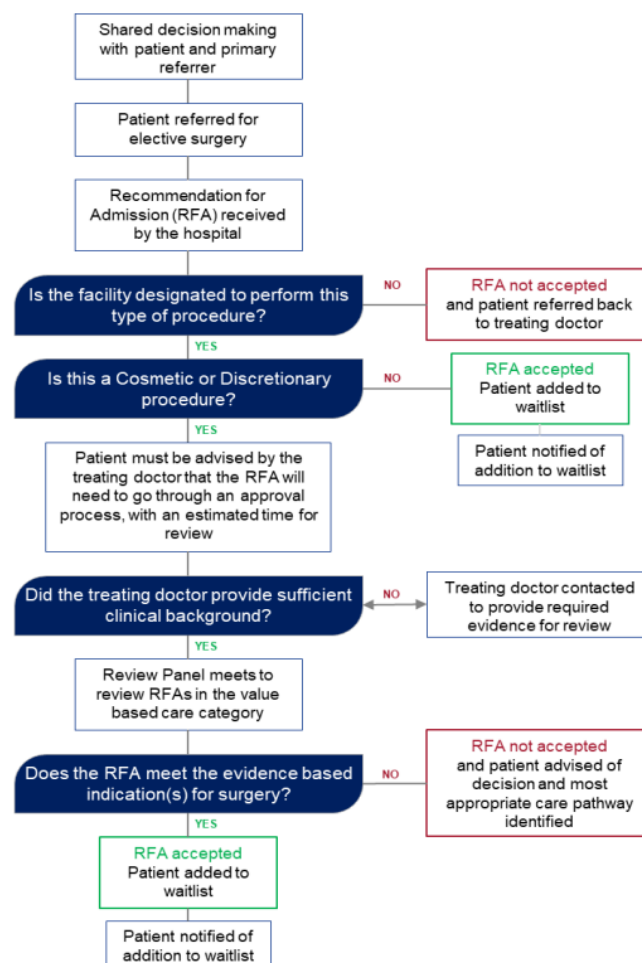 Shared decision making
with patient and primary
referrer
Patient referred for
elective surgery
Recommendation for
Admission (RFA) received
by the hospital
Is the facility designated to perform this
type of procedure?
NO
RFA not accepted
and patient referred back
to treating doctor
YES
Is this a Cosmetic or Discretionary
procedure?
NO
RFA accepted
Patient added to
waitlist
Patient notified of
addition to waitlist
YES
Patient must be advised by the
treating doctor that the RFA will
need to go through an approval
process, with an estimated time for
review
Did the treating doctor provide sufficient
clinical background?
NO
Treating doctor contacted
to provide required
evidence for review
YES
Review Panel meets to
review RFAs in the value
based care category
Does the RFA meet the evidence based
indication(s) for surgery?
NO
RFA not accepted
and patient advised of
decision and most
appropriate care pathway
identified
YES
RFA accepted
Patient added to
waitlist
Patient notified of
addition to waitlist